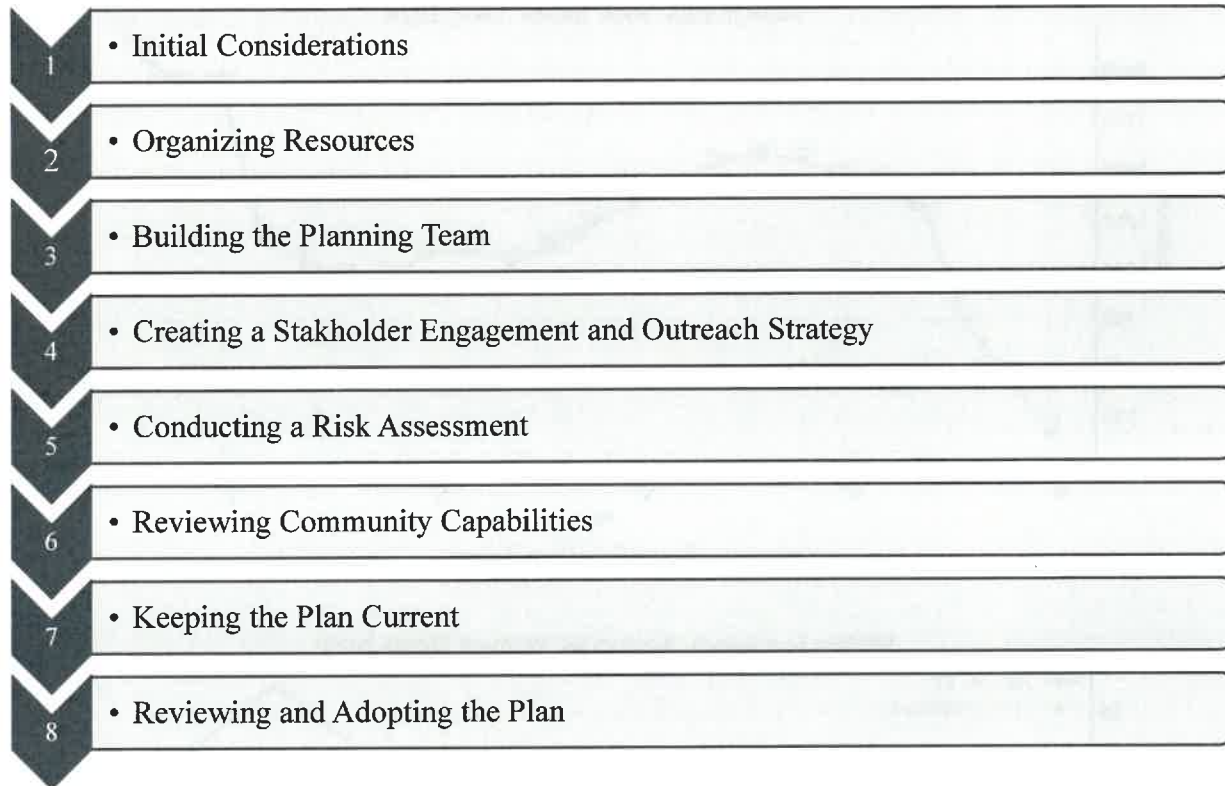 1
• Initial Considerations
2
• Organizing Resources
3
• Building the Planning Team
4
• Creating a Stakholder Engagement and Outreach Strategy
5
• Conducting a Risk Assessment
6
• Reviewing Community Capabilities
7
• Keeping the Plan Current
8
• Reviewing and Adopting the Plan